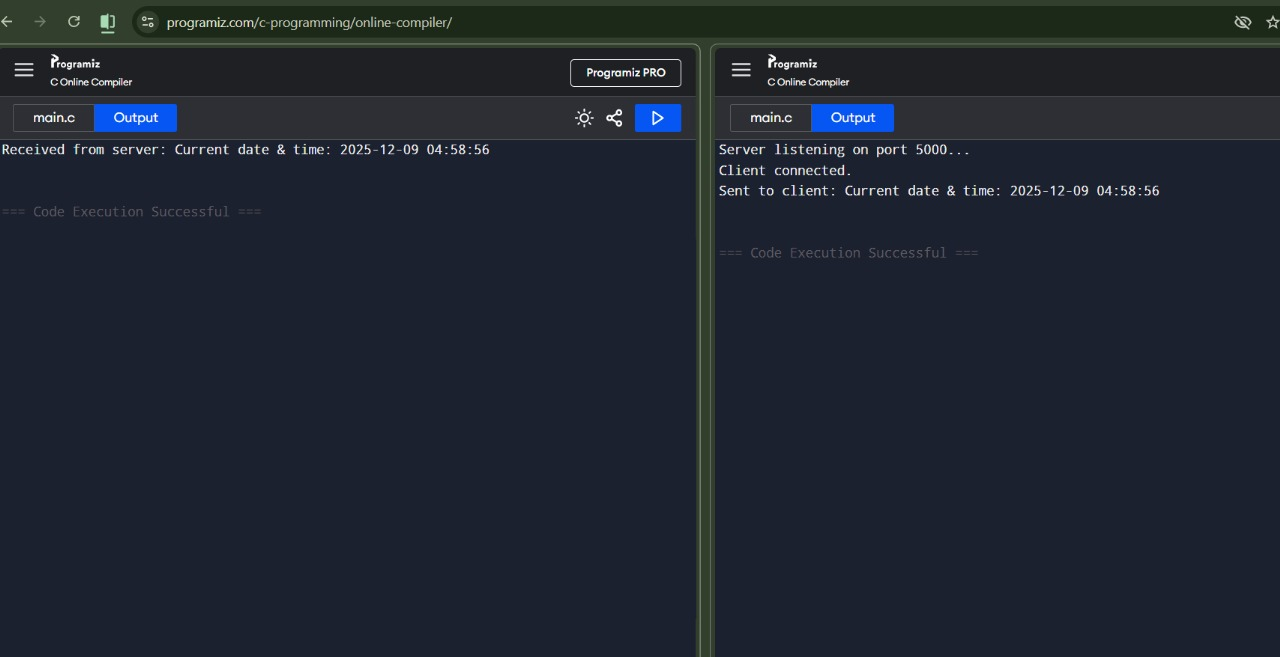 programiz.com/c-programming/online-compiler/
Programiz
C Online Compiler
Programiz PRO
main.c
Output
Received from server: Current date & time: 2025-12-09 04:58:56
=== Code Execution Successful ===
Programiz
C Online Compiler
main.c
Output
Server listening on port 5000...
Client connected.
Sent to client: Current date & time: 2025-12-09 04:58:56
=== Code Execution Successful ===